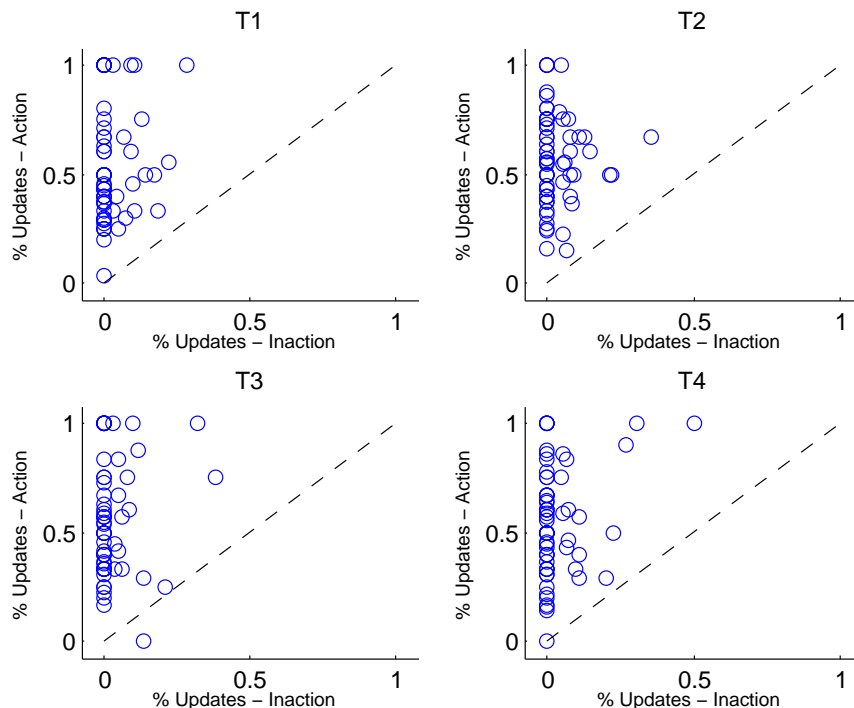 T1
1
0.5
0
% Updates − Action
0
0.5
1
% Updates − Inaction
T2
1
0.5
0
% Updates − Action
0
0.5
1
% Updates − Inaction
T3
1
0.5
0
% Updates − Action
0
0.5
1
% Updates − Inaction
T4
1
0.5
0
% Updates − Action
0
0.5
1
% Updates − Inaction